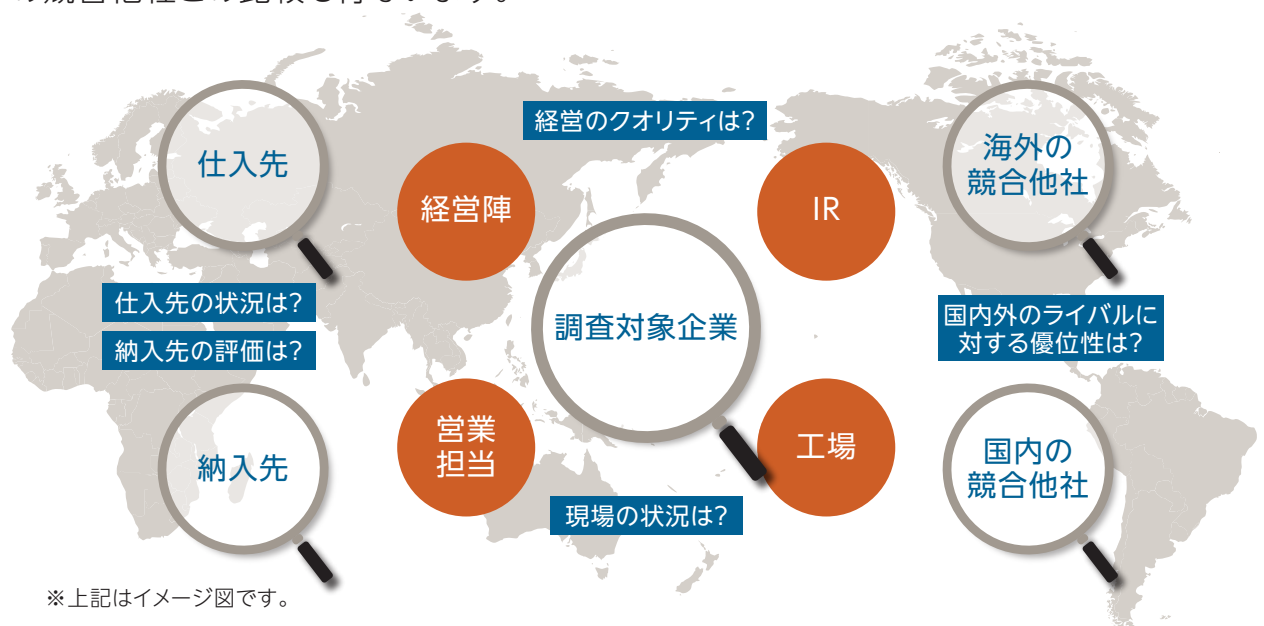 経営のクオリティは?
仕入先
経営陣
IR
海外の
競合他社
調査対象企業
仕入先の状況は?
納入先の評価は?
国内外のライバルに
対する優位性は?
納入先
営業
担当
工場
国内の
競合他社
現場の状況は?
※上記はイメージ図です。